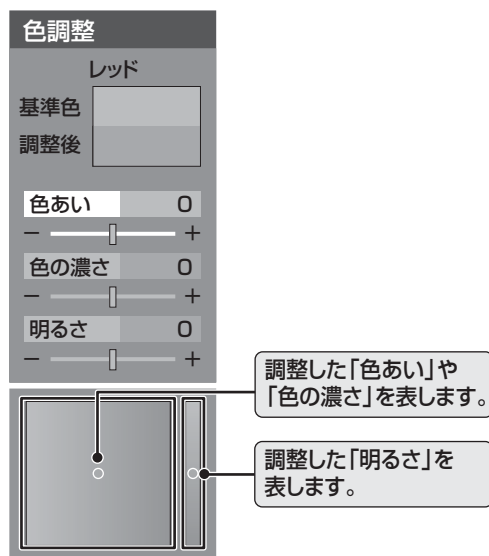 色調整
レッド
基準色
調整後
色あい 0
− +
色の濃さ 0
− +
明るさ 0
− +
調整した「色あい」や
「色の濃さ」を表します。
調整した「明るさ」を
表します。